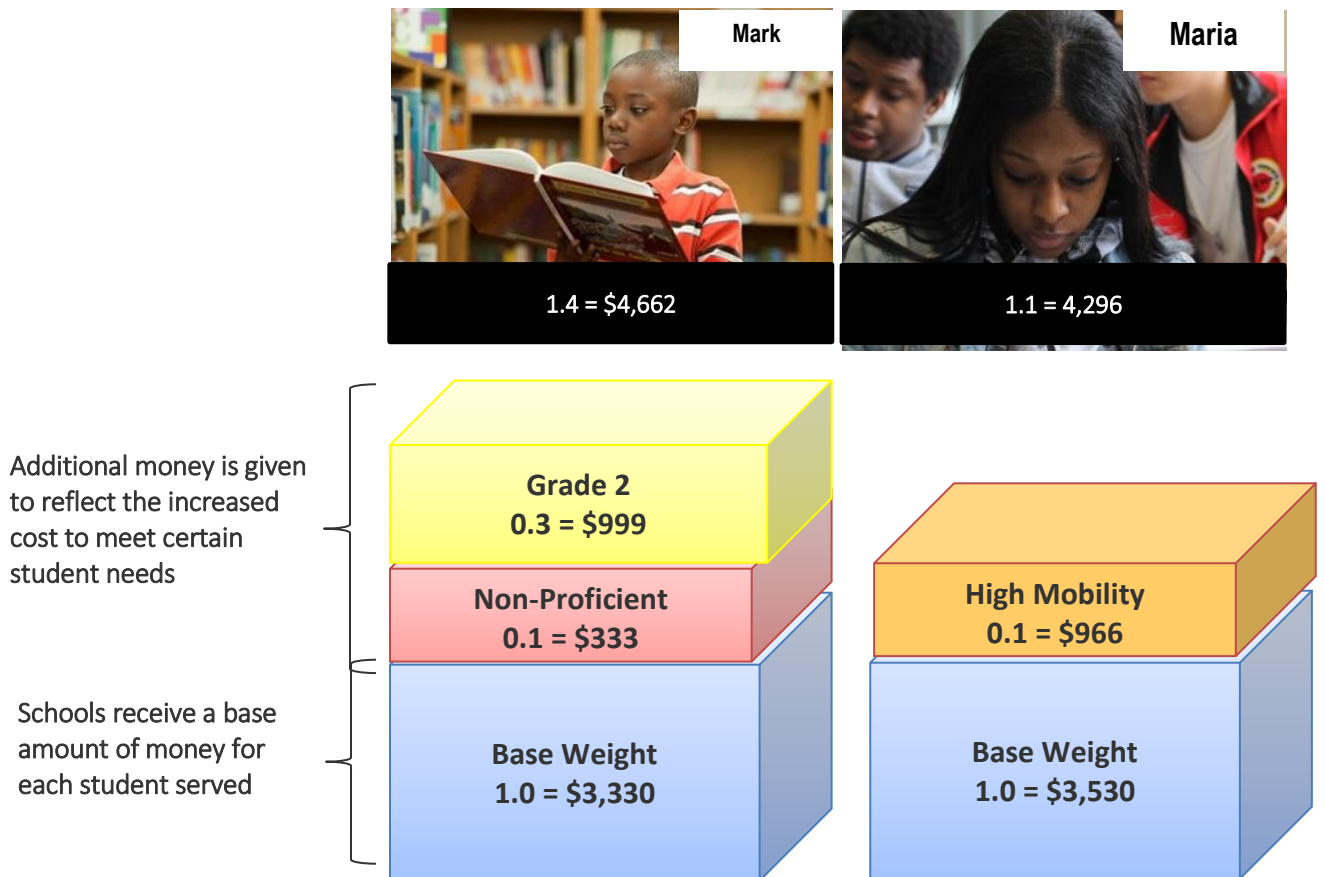 Mark
Maria
1.4 = $4,662
1.1 = 4,296
Additional money is given
to reflect the increased
cost to meet certain
student needs
Grade 2
0.3 = $999
Non-Proficient
0.1 = $333
High Mobility
0.1 = $966
Schools receive a base
amount of money for
each student served
Base Weight
1.0 = $3,330
Base Weight
1.0 = $3,530